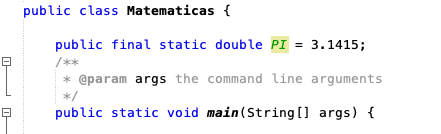 public class Matematicas {
public final static double PI = 3.1415;
/**
* @param args the command line arguments
*/
public static void main(String[] args) {